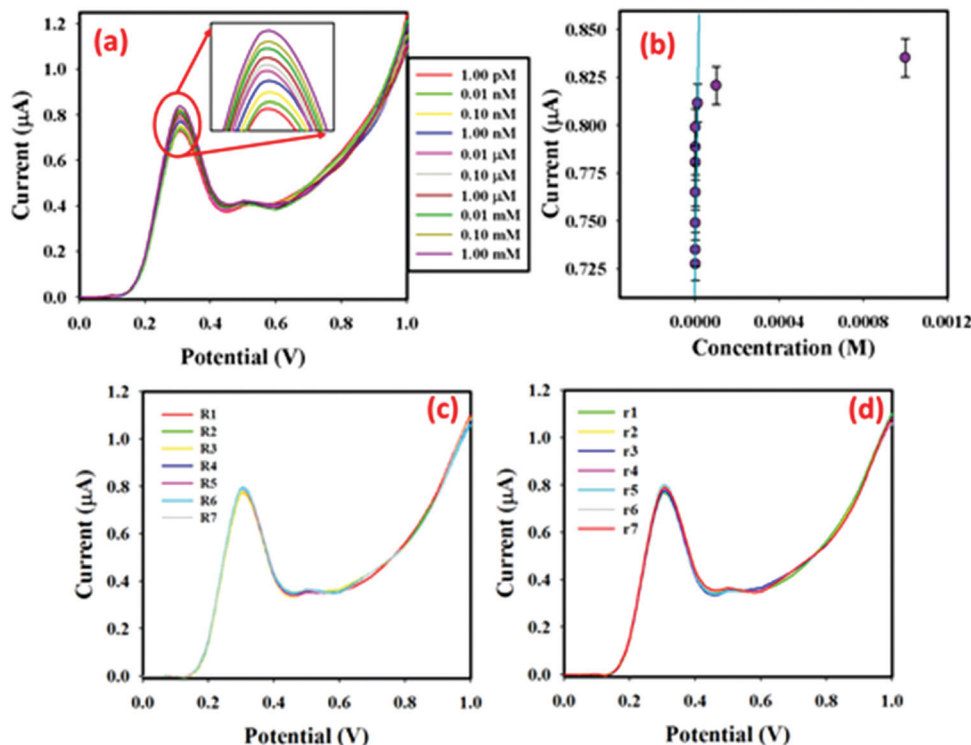 (a)
1.2
1.0
0.8
0.6
0.4
0.2
0.0
Current (μA)
0.0 0.2 0.4 0.6 0.8 1.0
Potential (V)
1.00 pM
0.01 nM
0.10 nM
1.00 nM
0.01 μM
0.10 μM
1.00 μM
0.01 mM
0.10 mM
1.00 mM
(b)
0.850
0.825
0.800
0.775
0.750
0.725
Current (μA)
0.0000 0.0004 0.0008 0.0012
Concentration (M)
(c)
1.2
1.0
0.8
0.6
0.4
0.2
0.0
Current (μA)
R1
R2
R3
R4
R5
R6
R7
0.0 0.2 0.4 0.6 0.8 1.0
Potential (V)
(d)
1.2
1.0
0.8
0.6
0.4
0.2
0.0
Current (μA)
r1
r2
r3
r4
r5
r6
r7
0.0 0.2 0.4 0.6 0.8 1.0
Potential (V)